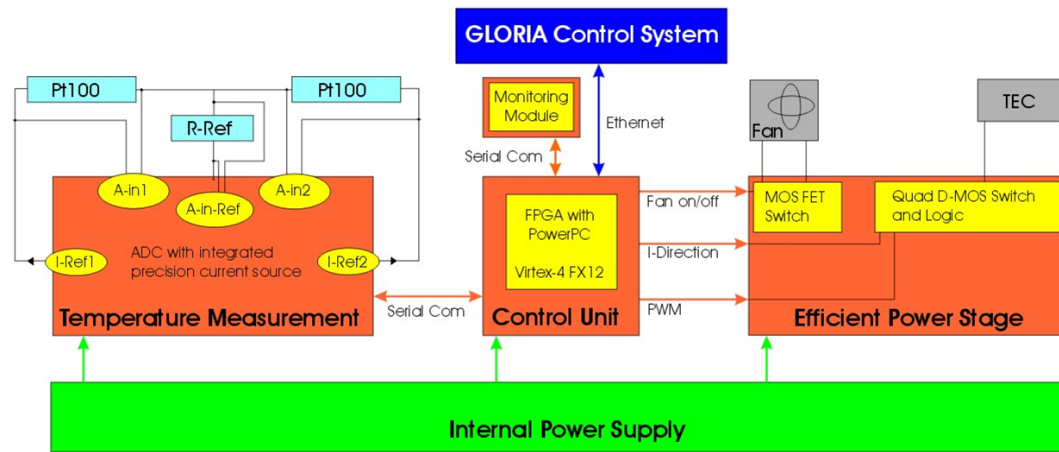 GLORIA Control System
Pt100
Pt100
R-Ref
Monitoring
Module
Ethernet
Serial Com
Fan
TEC
A-in1
A-in-Ref
A-in2
I-Ref1
I-Ref2
ADC with integrated
precision current source
Temperature Measurement
Serial Com
FPGA with
PowerPC
Virtex-4 FX12
Control Unit
Fan on/off
I-Direction
PWM
MOS FET
Switch
Quad D-MOS Switch
and Logic
Efficient Power Stage
Internal Power Supply